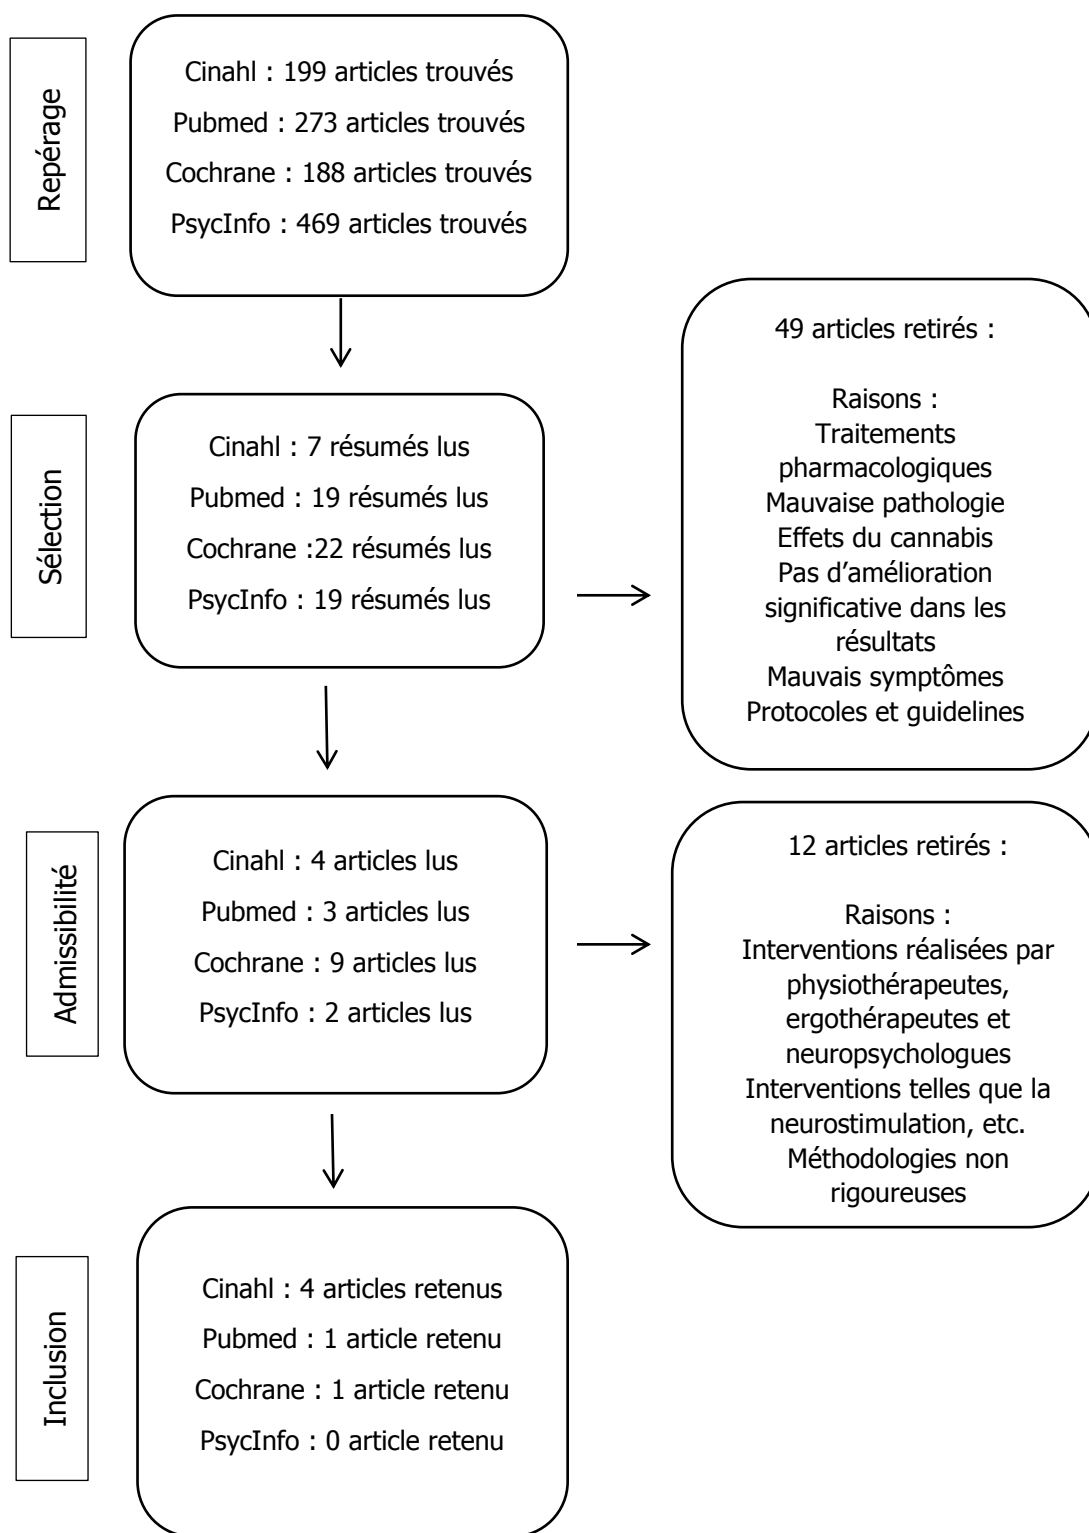 Repérage
Cinahl : 199 articles trouvés
Pubmed : 273 articles trouvés
Cochrane : 188 articles trouvés
PsycInfo : 469 articles trouvés
Sélection
Cinahl : 7 résumés lus
Pubmed : 19 résumés lus
Cochrane :22 résumés lus
PsycInfo : 19 résumés lus
49 articles retirés :
Raisons :
Traitements
pharmacologiques
Mauvaise pathologie
Effets du cannabis
Pas d’amélioration
significative dans les
résultats
Mauvais symptômes
Protocoles et guidelines
Admissibilité
Cinahl : 4 articles lus
Pubmed : 3 articles lus
Cochrane : 9 articles lus
PsycInfo : 2 articles lus
12 articles retirés :
Raisons :
Interventions réalisées par
physiothérapeutes,
ergothérapeutes et
neuropsychologues
Interventions telles que la
neurostimulation, etc.
Méthodologies non
rigoureuses
Inclusion
Cinahl : 4 articles retenus
Pubmed : 1 article retenu
Cochrane : 1 article retenu
PsycInfo : 0 article retenu